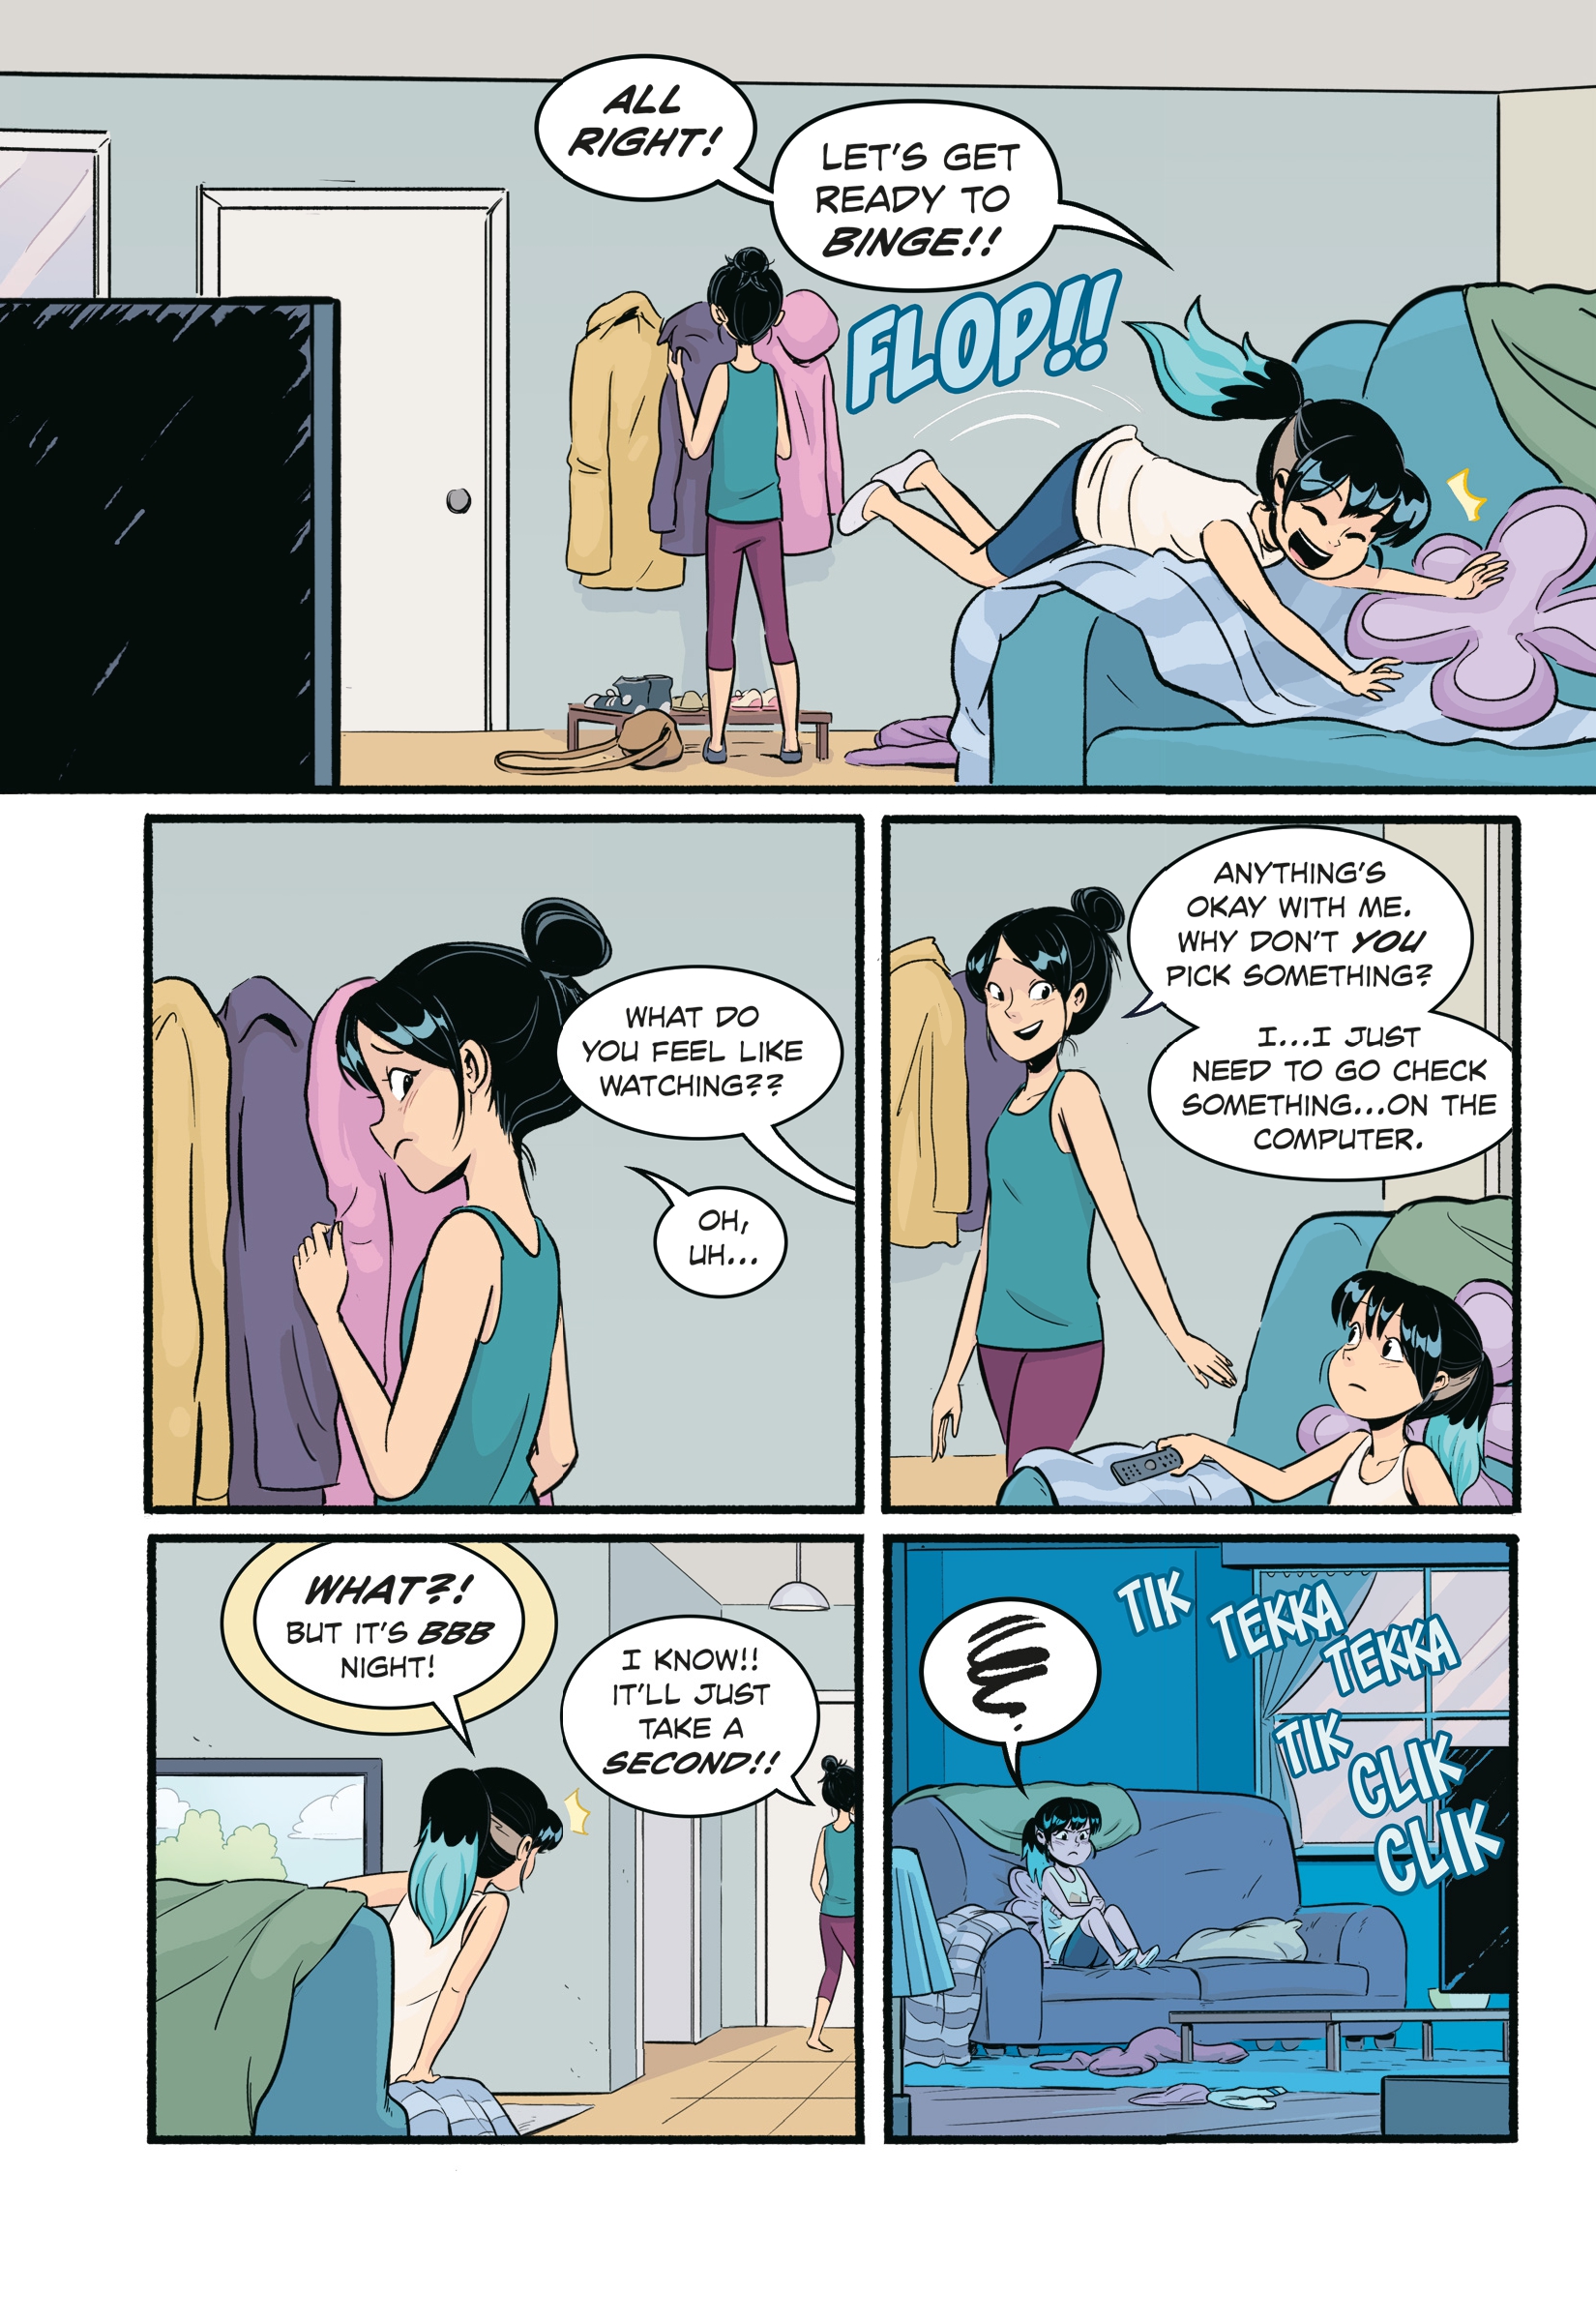 ALL
RIGHT!
LET'S GET
READY TO
BINGE!!
FLOP!!
WHAT DO
YOU FEEL LIKE
WATCHING??
OH,
UH...
ANYTHING'S
OKAY WITH ME.
WHY DON'T YOU
PICK SOMETHING?
I...I JUST
NEED TO GO CHECK
SOMETHING...ON THE
COMPUTER.
WHAT?!
BUT IT'S BBB
NIGHT!
I KNOW!!
IT'LL JUST
TAKE A
SECOND!!
TIK
TEKKA
TEKKA
TIK
CLIK
CLIK